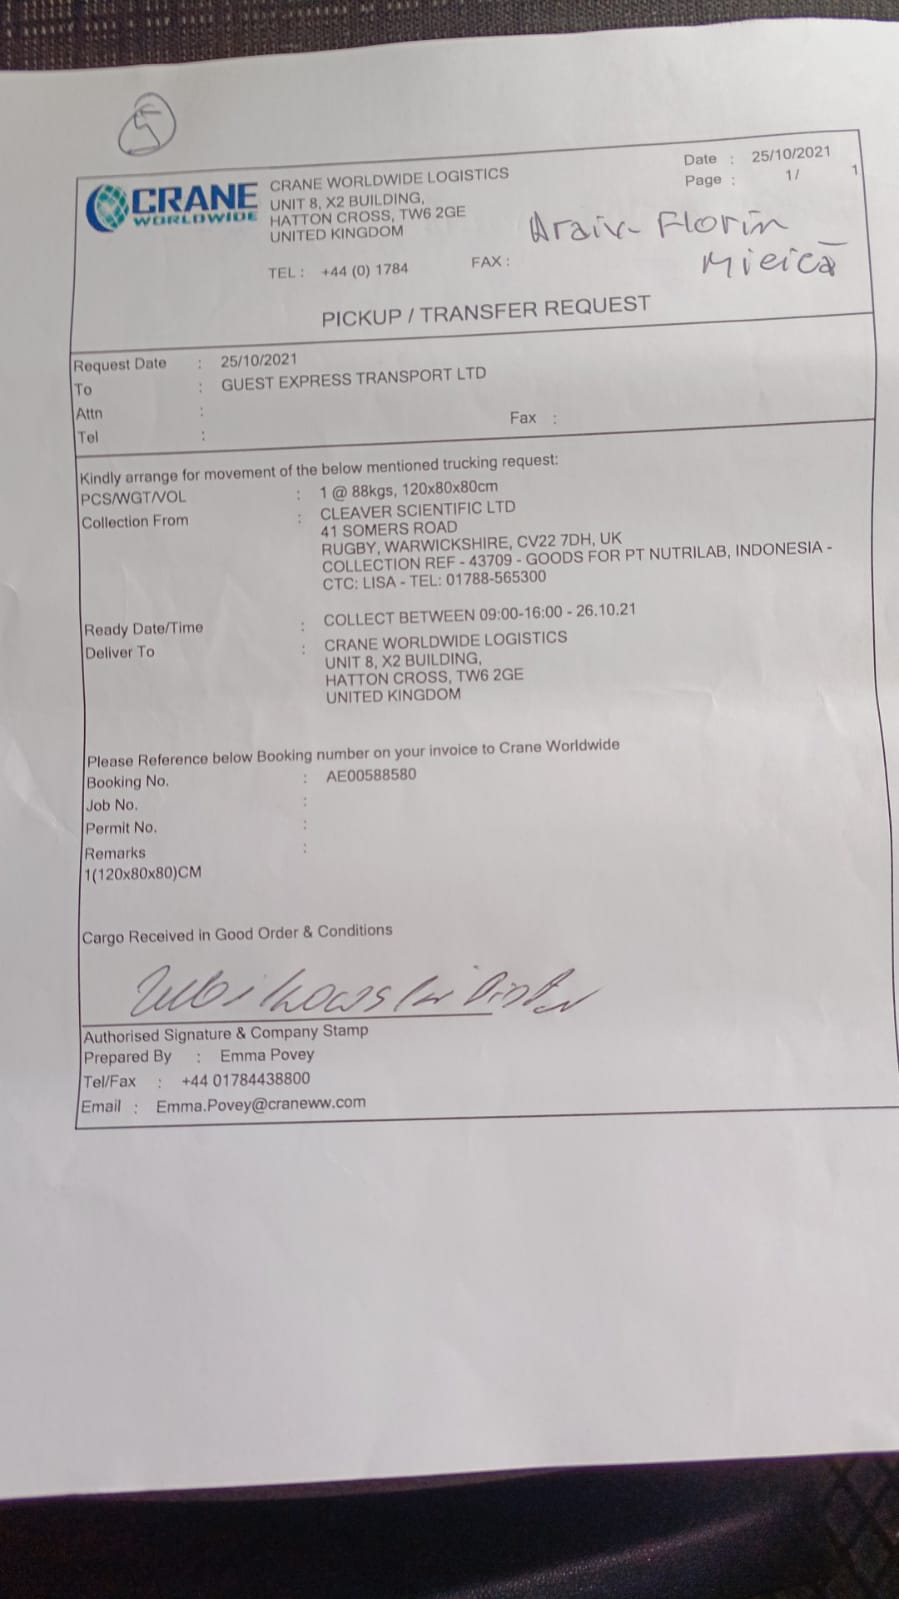 5
CRANE
WORLDWIDE
CRANE WORLDWIDE LOGISTICS
UNIT 8, X2 BUILDING,
HATTON CROSS, TW6 2GE
UNITED KINGDOM
TEL : +44 (0) 1784 FAX :
Date : 25/10/2021
Page : 1/ 1
Florin
PICKUP / TRANSFER REQUEST
Request Date : 25/10/2021
To : GUEST EXPRESS TRANSPORT LTD
Attn :
Tel : Fax :
Kindly arrange for movement of the below mentioned trucking request:
PCS/WGT/VOL : 1 @ 88kgs, 120x80x80cm
Collection From : CLEAVER SCIENTIFIC LTD
41 SOMERS ROAD
RUGBY, WARWICKSHIRE, CV22 7DH, UK
COLLECTION REF - 43709 - GOODS FOR PT NUTRILAB, INDONESIA -
CTC: LISA - TEL: 01788-565300
Ready Date/Time : COLLECT BETWEEN 09:00-16:00 - 26.10.21
Deliver To : CRANE WORLDWIDE LOGISTICS
UNIT 8, X2 BUILDING,
HATTON CROSS, TW6 2GE
UNITED KINGDOM
Please Reference below Booking number on your invoice to Crane Worldwide
Booking No. : AE00588580
Job No. :
Permit No. :
Remarks :
1(120x80x80)CM
Cargo Received in Good Order & Conditions
Authorised Signature & Company Stamp
Prepared By : Emma Povey
Tel/Fax : +44 01784438800
Email : Emma.Povey@craneww.com